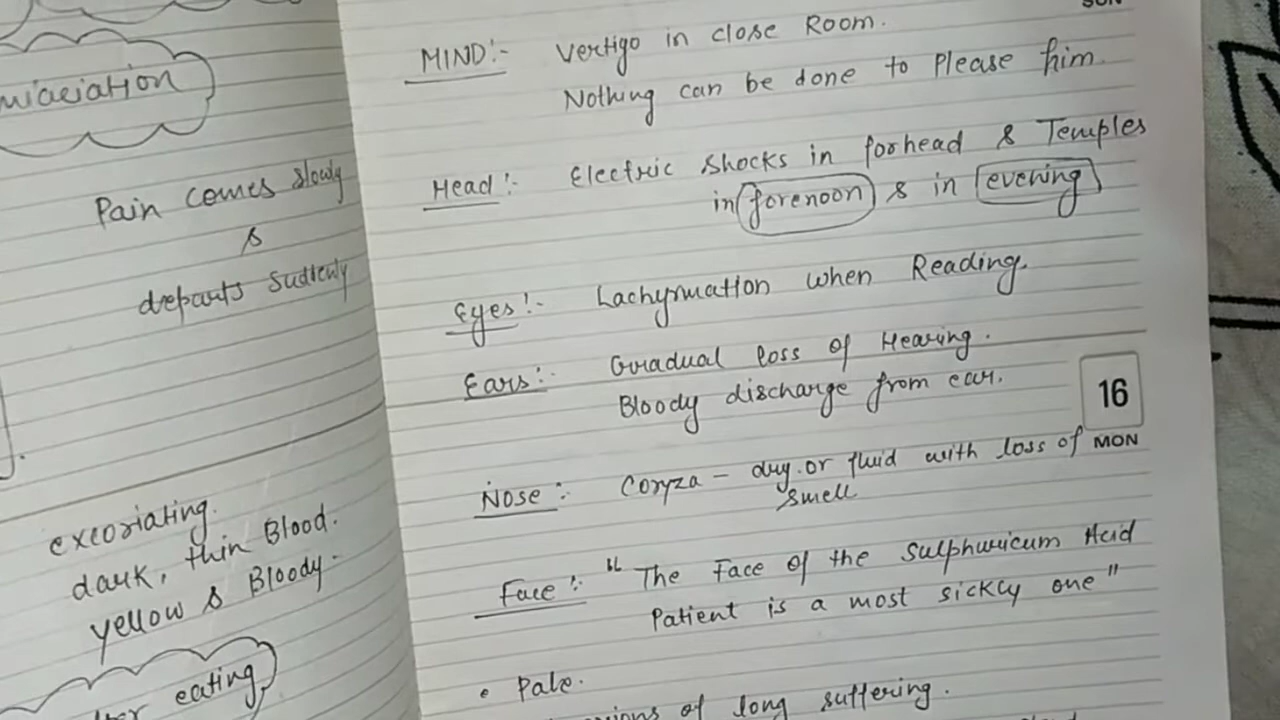 Pain comes slowly
&
departs Suddenly
excoriating.
dark, thin Blood.
yellow & Bloody.
eating
SUN
MIND:- Vertigo in close Room.
Nothing can be done to Please him.
Head:- Electric Shocks in forhead & Temples
in forenoon & in evening
Eyes:- Lachyrmation when Reading.
Ears:- Gradual loss of Hearing.
Bloody discharge from ear.
16
MON
Nose:- Coryza - dry or fluid with loss of
smell
Face:- "The Face of the Sulphuricum Acid
Patient is a most sickly one"
• Pale.
of long suffering.